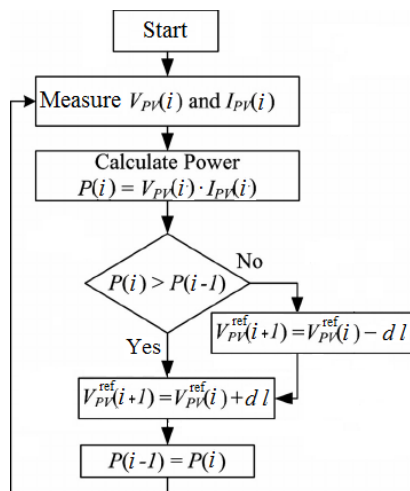 Start
Measure V_PV(i) and I_PV(i)
Calculate Power
P(i) = V_PV(i) · I_PV(i)
P(i) > P(i-1)
No
V_PV^ref(i+1) = V_PV^ref(i) − d l
Yes
V_PV^ref(i+1) = V_PV^ref(i) + d l
P(i-1) = P(i)